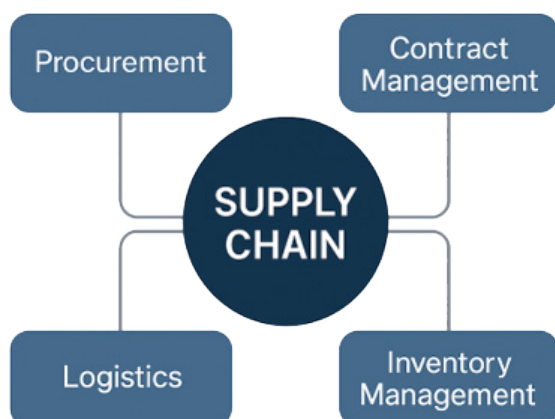 Procurement
Contract
Management
SUPPLY
CHAIN
Logistics
Inventory
Management